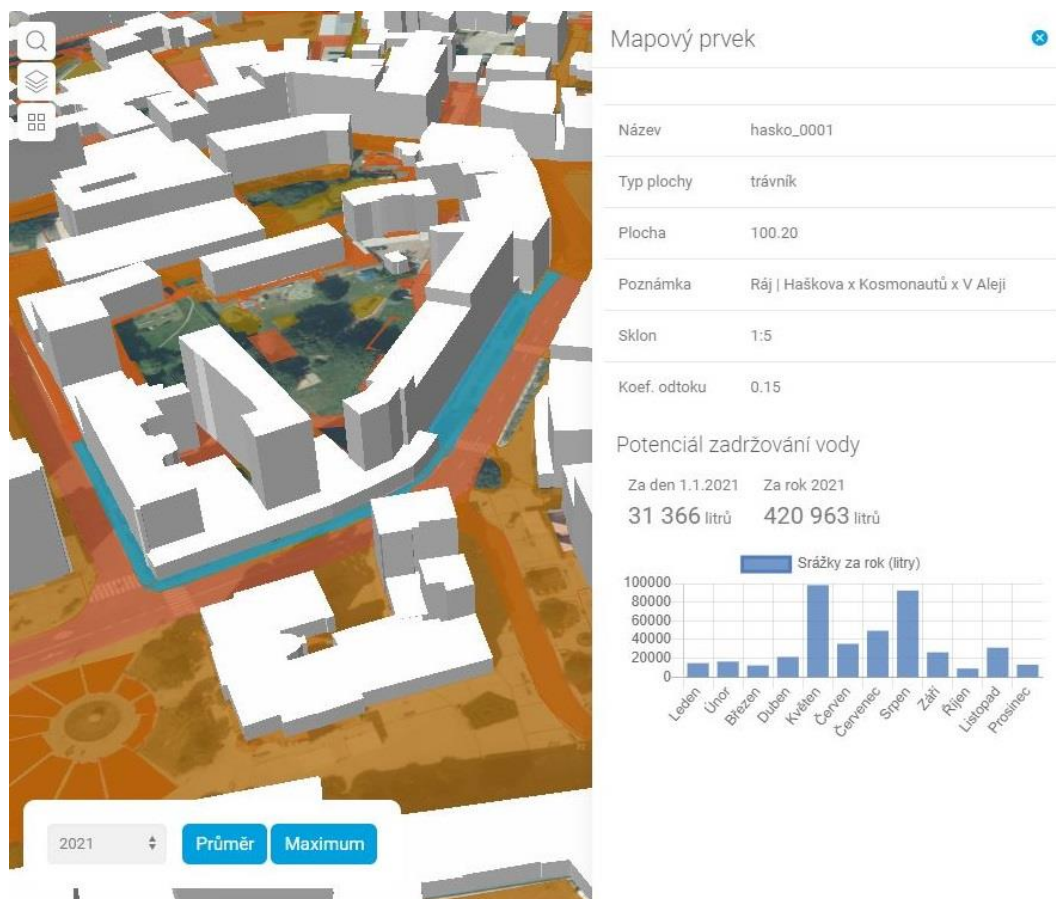 Mapový prvek
Název hasko_0001
Typ plochy trávník
Plocha 100.20
Poznámka Ráj | Haškova x Kosmonautů x V Aleji
Sklon 1:5
Koef. odtoku 0.15
Potenciál zadržování vody
Za den 1.1.2021 Za rok 2021
31 366 litrů 420 963 litrů
Srážky za rok (litry)
100000
80000
60000
40000
20000
0
Leden Únor Březen Duben Květen Červen Červenec Srpen Září Říjen Listopad Prosinec
2021 Průměr Maximum